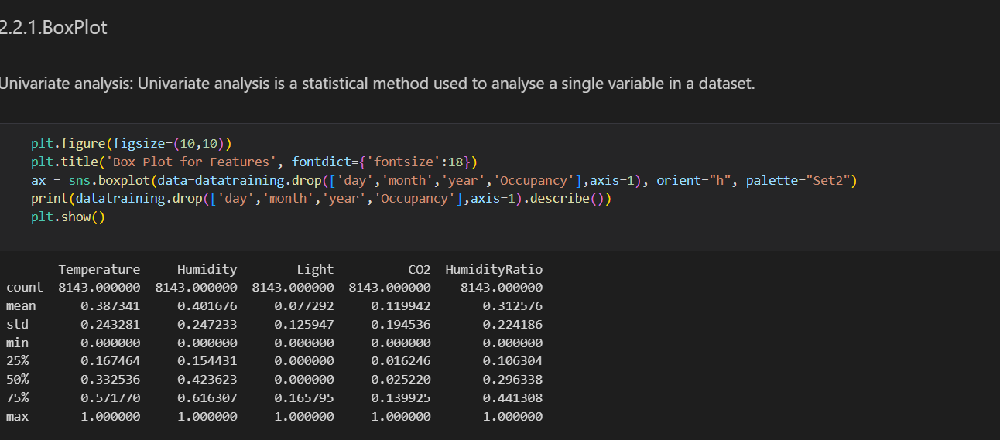 2.2.1.BoxPlot
Univariate analysis: Univariate analysis is a statistical method used to analyse a single variable in a dataset.
plt.figure(figsize=(10,10))
plt.title('Box Plot for Features', fontdict={'fontsize':18})
ax = sns.boxplot(data=datatraining.drop(['day','month','year','Occupancy'],axis=1), orient="h", palette="Set2")
print(datatraining.drop(['day','month','year','Occupancy'],axis=1).describe())
plt.show()
Temperature Humidity Light CO2 HumidityRatio
count 8143.000000 8143.000000 8143.000000 8143.000000 8143.000000
mean 0.387341 0.401676 0.077292 0.119942 0.312576
std 0.243281 0.247233 0.125947 0.194536 0.224186
min 0.000000 0.000000 0.000000 0.000000 0.000000
25% 0.167464 0.154431 0.000000 0.016246 0.106304
50% 0.332536 0.423623 0.000000 0.025220 0.296338
75% 0.571770 0.616307 0.165795 0.139925 0.441308
max 1.000000 1.000000 1.000000 1.000000 1.000000